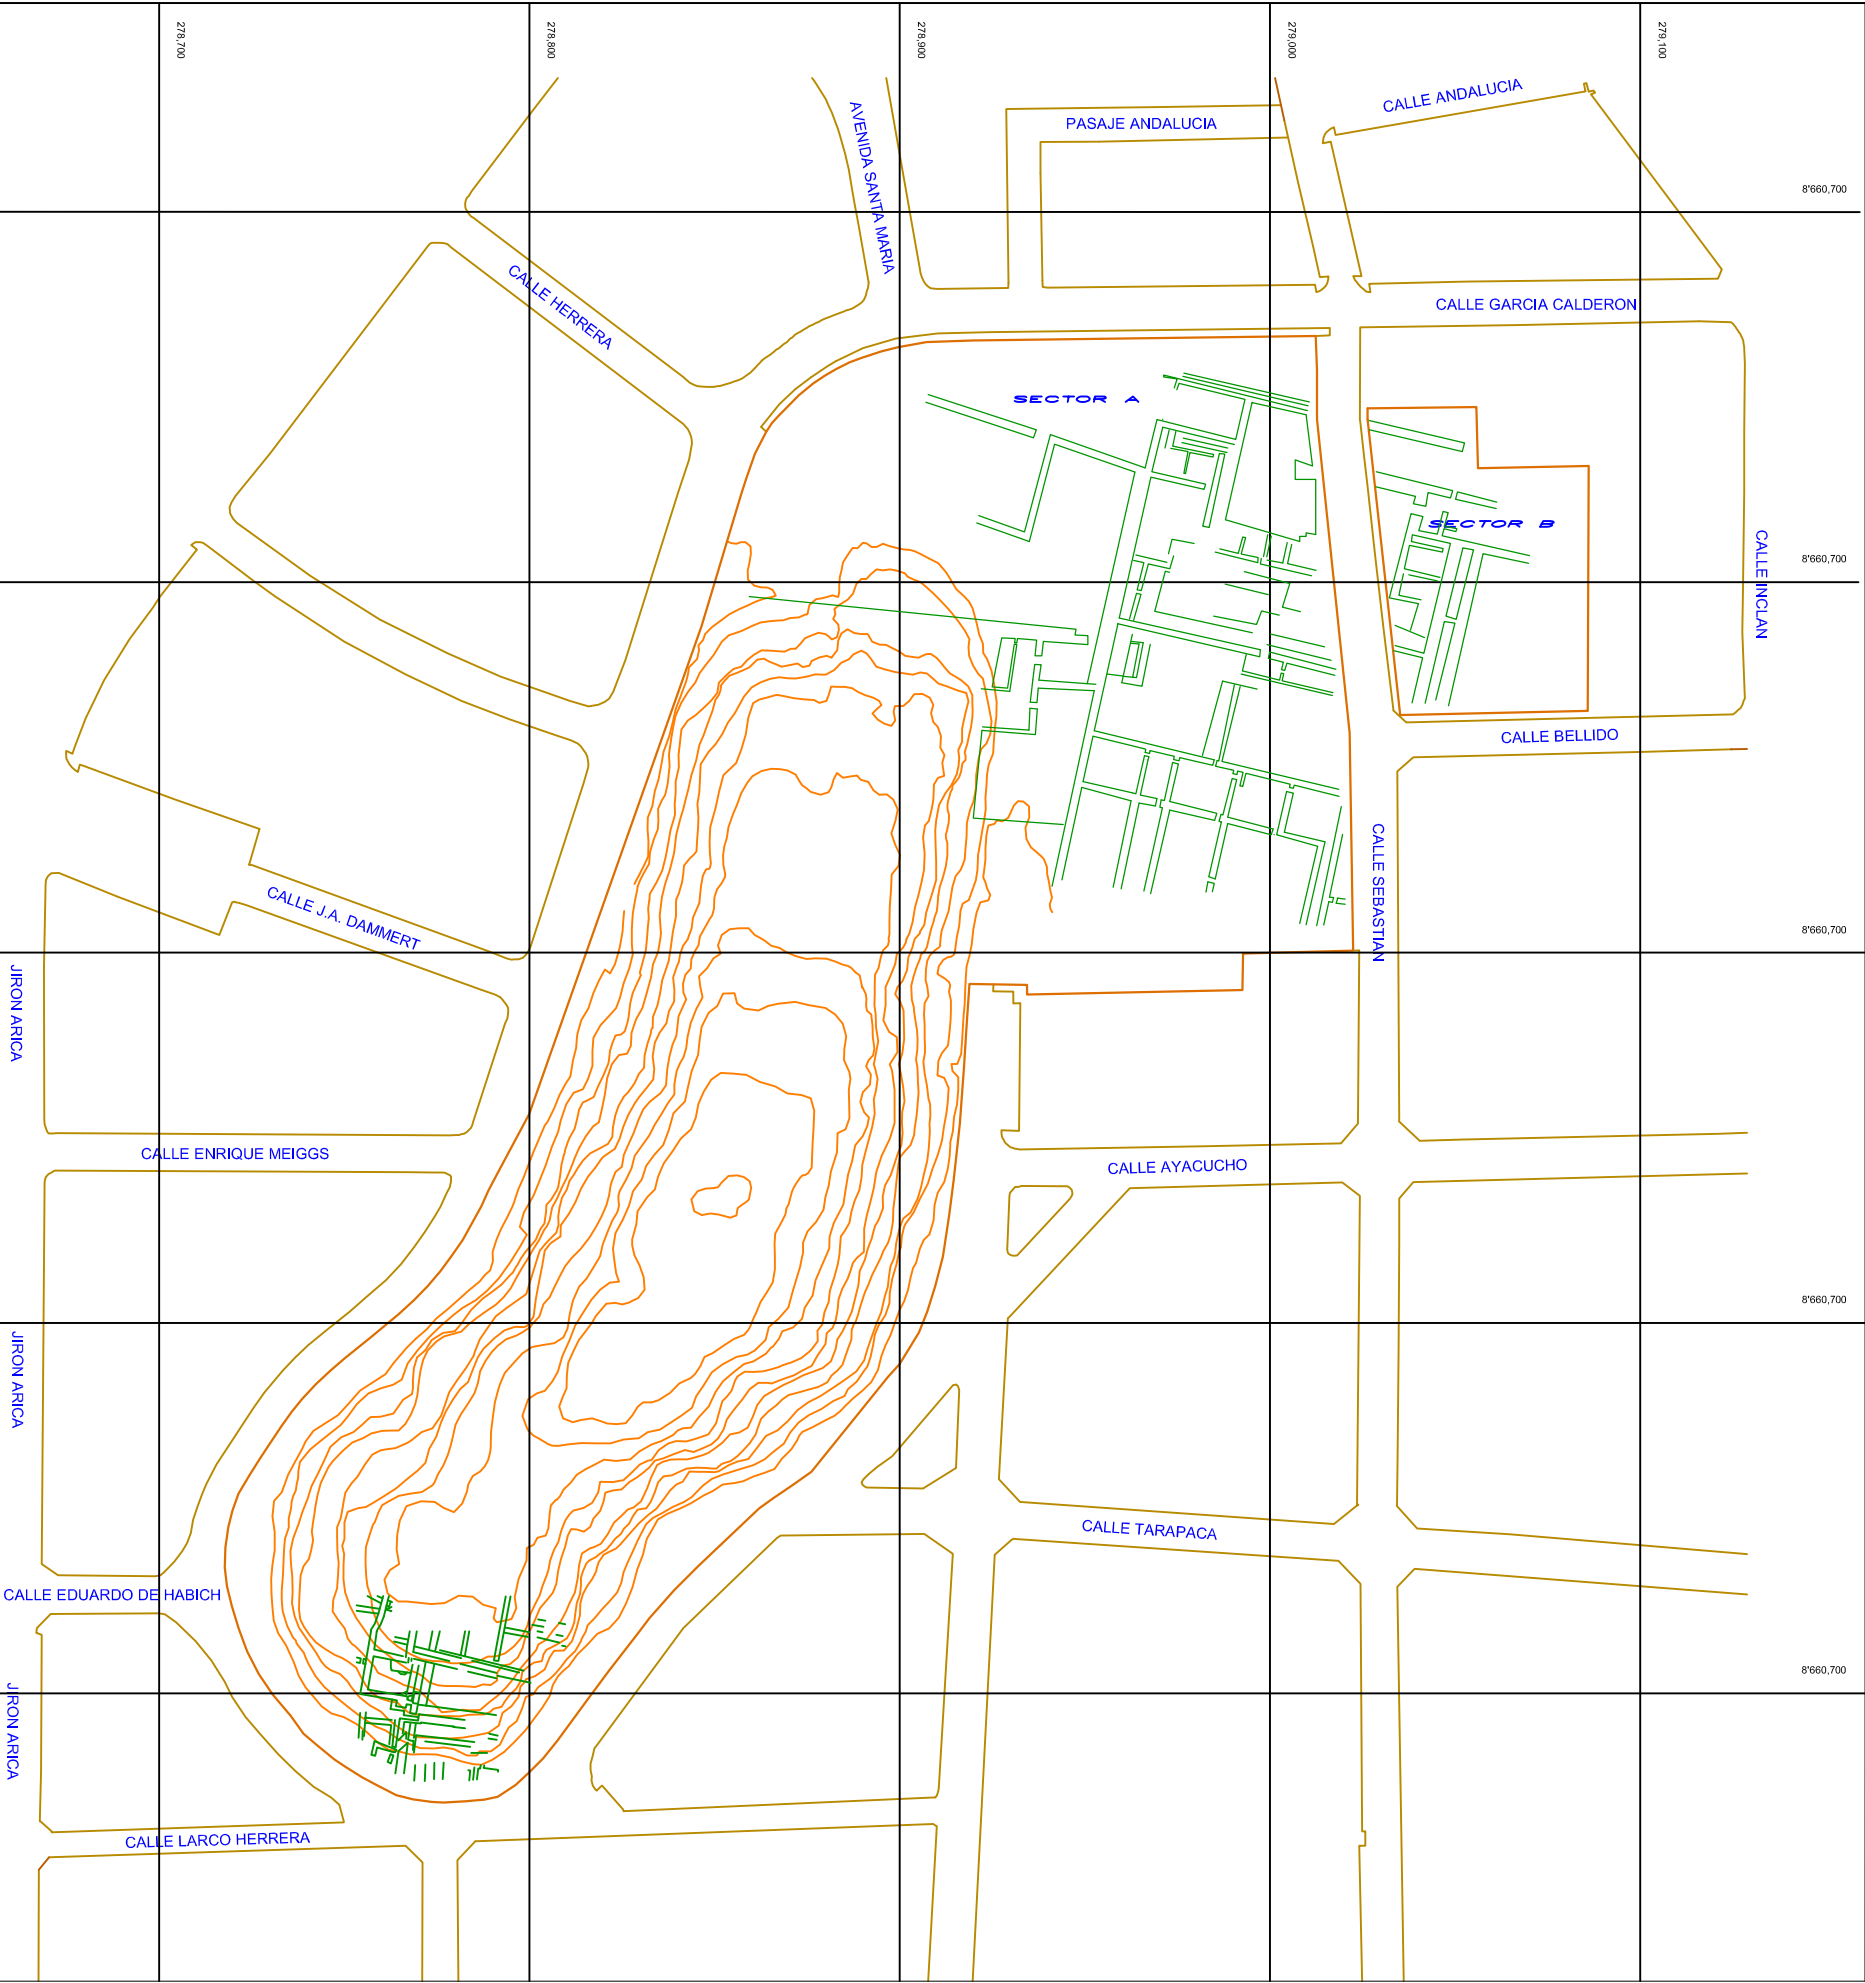 278,700
278,800
278,900
279,000
279,100
CALLE ANDALUCIA
PASAJE ANDALUCIA
AVENIDA SANTA MARIA
8'660,700
CALLE HERRERA
CALLE GARCIA CALDERON
SECTOR A
SECTOR B
8'660,700
CALLE INCLAN
CALLE BELLIDO
CALLE SEBASTIAN
CALLE J.A. DAMMERT
8'660,700
JIRON ARICA
CALLE ENRIQUE MEIGGS
CALLE AYACUCHO
8'660,700
JIRON ARICA
CALLE TARAPACA
CALLE EDUARDO DE HABICH
8'660,700
JIRON ARICA
CALLE LARCO HERRERA